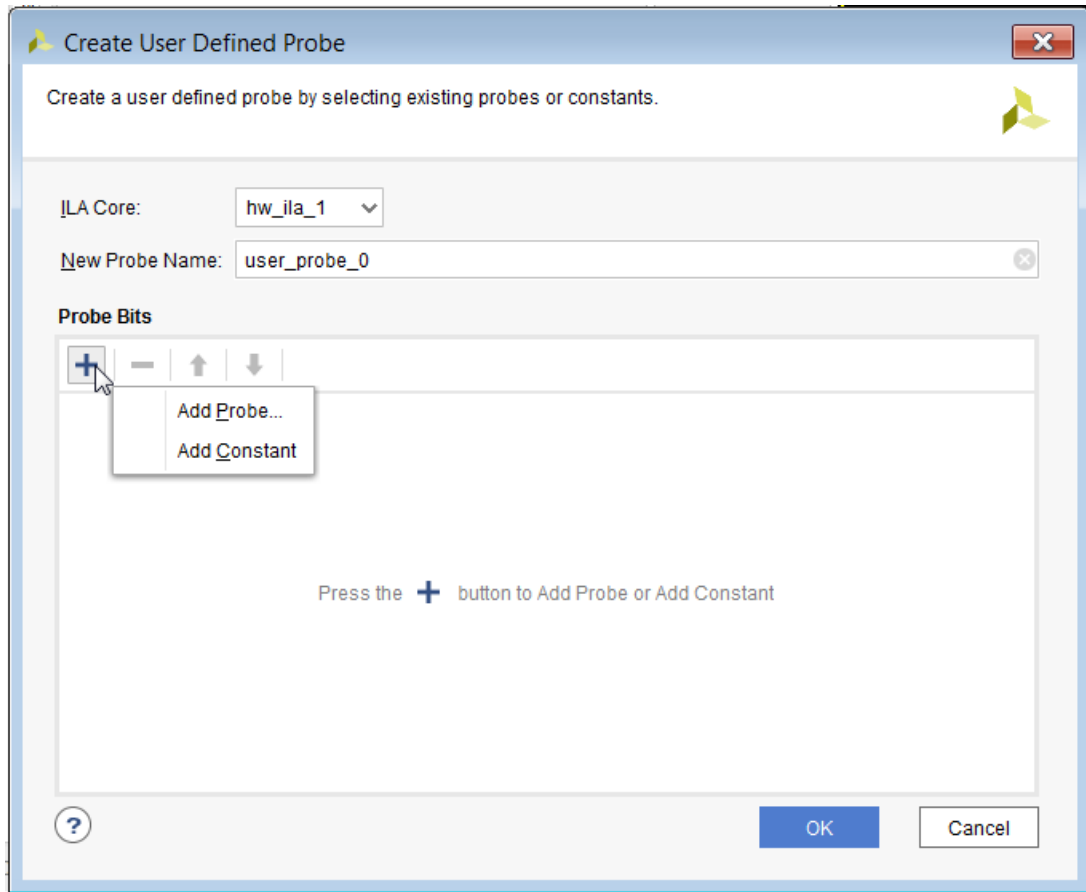 Create User Defined Probe
Create a user defined probe by selecting existing probes or constants.
ILA Core: hw_ila_1
New Probe Name: user_probe_0
Probe Bits
Add Probe...
Add Constant
Press the + button to Add Probe or Add Constant
?
OK Cancel